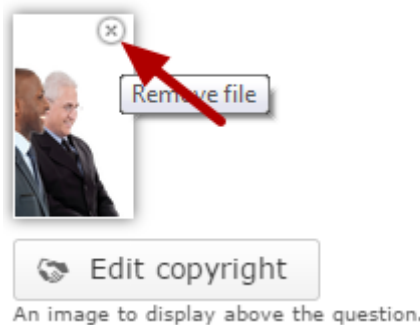 Remove file
Edit copyright
An image to display above the question.